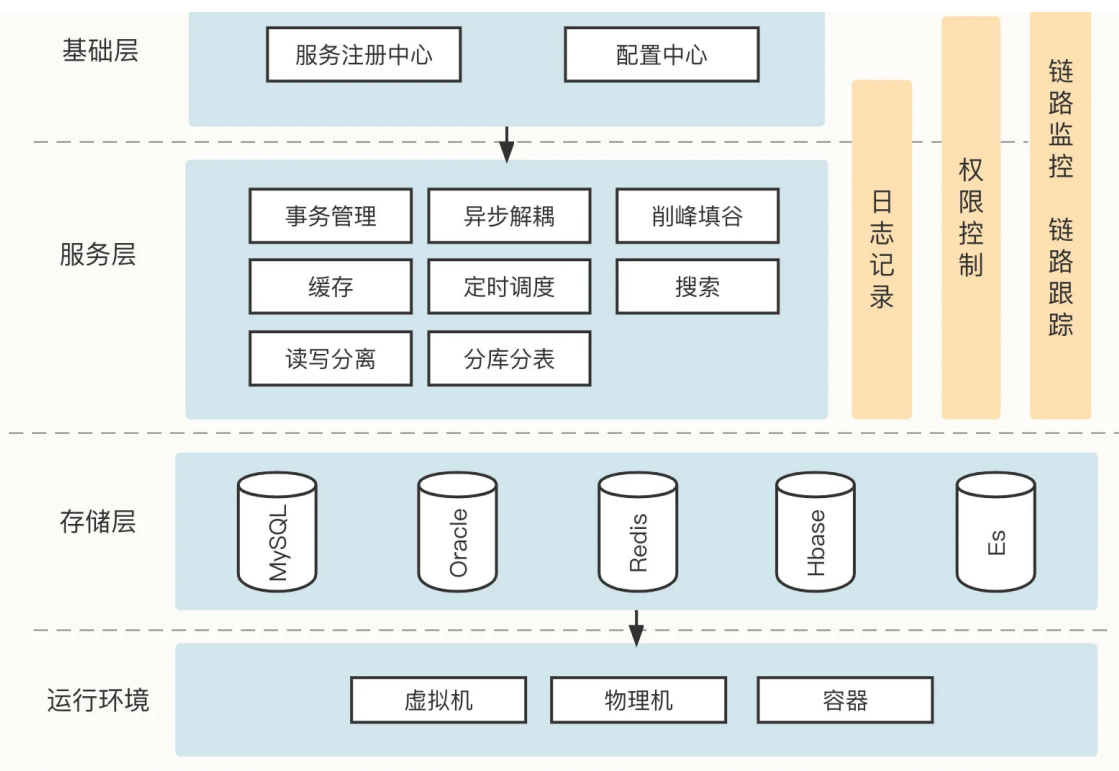 基础层
服务注册中心
配置中心
服务层
事务管理
异步解耦
削峰填谷
缓存
定时调度
搜索
读写分离
分库分表
日志记录
权限控制
链路监控 链路跟踪
存储层
MySQL
Oracle
Redis
Hbase
Es
运行环境
虚拟机
物理机
容器